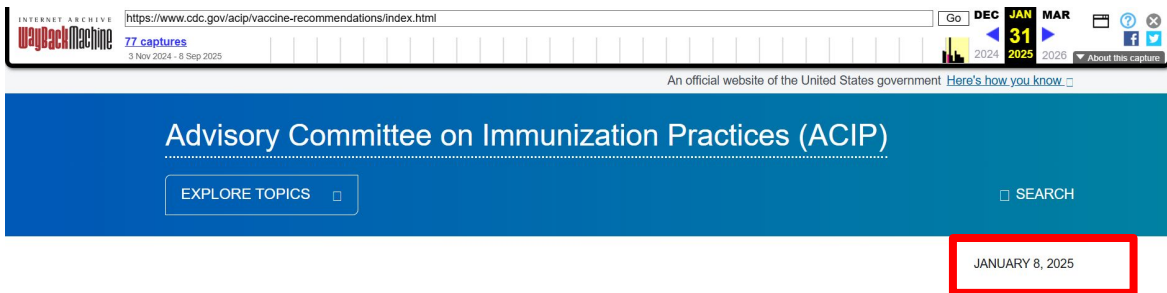 INTERNET ARCHIVE
WayBackMachine
https://www.cdc.gov/acip/vaccine-recommendations/index.html
Go
DEC JAN MAR
77 captures
31
3 Nov 2024 - 8 Sep 2025
2024 2025 2026
About this capture
An official website of the United States government Here's how you know
Advisory Committee on Immunization Practices (ACIP)
EXPLORE TOPICS
SEARCH
JANUARY 8, 2025